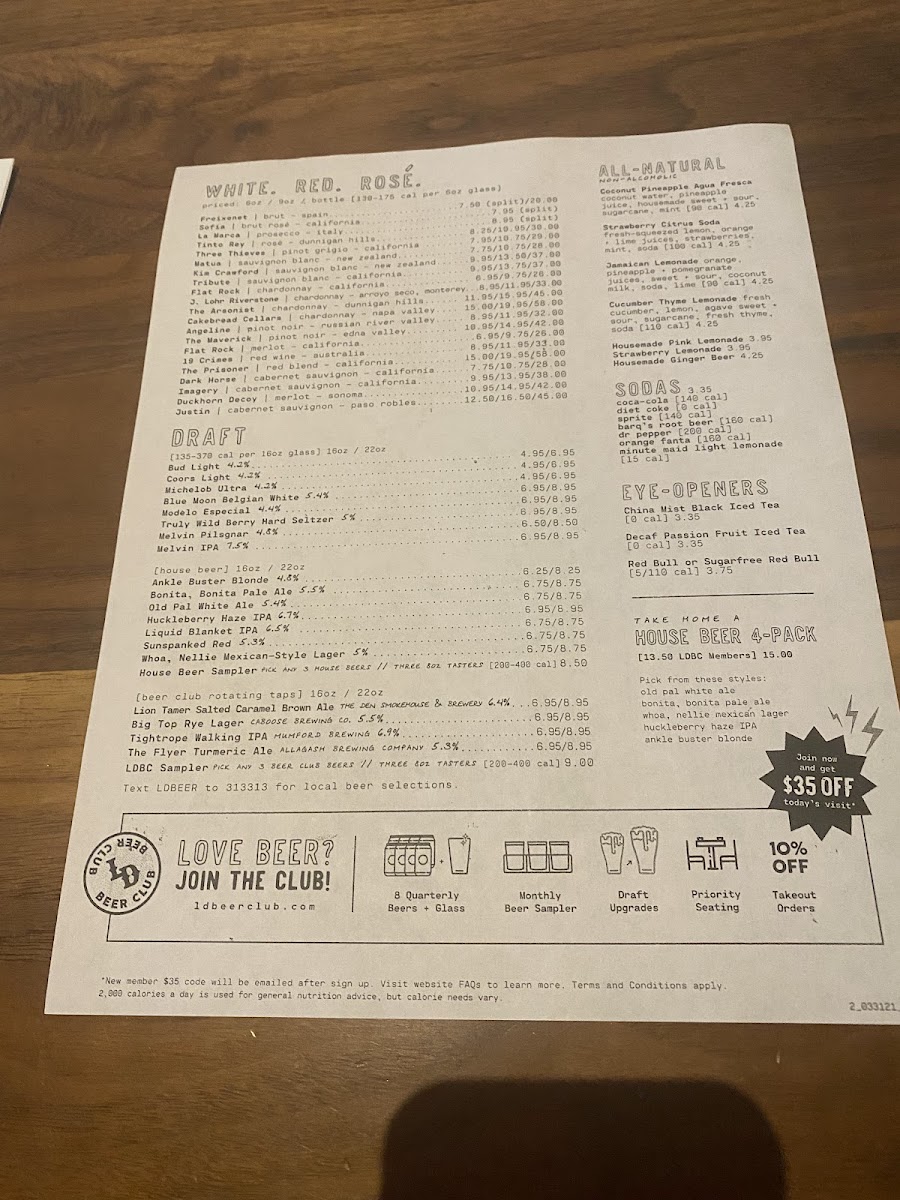 WHITE. RED. ROSÉ.
priced: 6oz / 9oz / bottle [130-175 cal per 6oz glass]
Freixenet | brut – spain 7.50 (split)/20.00
Sofia | brut rosé – california 7.95 (split)
La Marca | prosecco – italy 8.95 (split)
Tinto Rey | rosé – dunnigan hills 8.25/10.95/30.00
Three Thieves | pinot grigio – california 7.95/10.75/29.00
Matua | sauvignon blanc – new zealand 7.75/10.75/28.00
Kim Crawford | sauvignon blanc – new zealand 9.95/13.50/37.00
Tribute | sauvignon blanc – california 9.95/13.75/37.00
Flat Rock | chardonnay – california 6.95/9.75/26.00
J. Lohr Riverstone | chardonnay – arroyo seco, monterey 8.95/11.95/33.00
The Arsonist | chardonnay – dunnigan hills 11.95/15.95/45.00
Cakebread Cellars | chardonnay – napa valley 15.00/19.95/58.00
Angeline | pinot noir – russian river valley 8.95/11.95/32.00
The Maverick | pinot noir – edna valley 10.95/14.95/42.00
Flat Rock | merlot – california 6.95/9.75/26.00
19 Crimes | red wine – australia 8.95/11.95/33.00
The Prisoner | red blend – california 15.00/19.95/58.00
Dark Horse | cabernet sauvignon – california 7.75/10.75/28.00
Imagery | cabernet sauvignon – california 9.95/13.95/38.00
Duckhorn Decoy | merlot – sonoma 10.95/14.95/42.00
Justin | cabernet sauvignon – paso robles 12.50/16.50/45.00
DRAFT
[135-370 cal per 16oz glass] 16oz / 22oz
Bud Light 4.2% 4.95/6.95
Coors Light 4.2% 4.95/6.95
Michelob Ultra 4.2% 4.95/6.95
Blue Moon Belgian White 5.4% 6.95/8.95
Modelo Especial 4.4% 6.95/8.95
Truly Wild Berry Hard Seltzer 5% 6.95/8.95
Melvin Pilsgnar 4.8% 6.50/8.50
Melvin IPA 7.5% 6.95/8.95
[house beer] 16oz / 22oz
Ankle Buster Blonde 4.8% 6.25/8.25
Bonita, Bonita Pale Ale 5.5% 6.75/8.75
Old Pal White Ale 5.4% 6.75/8.75
Huckleberry Haze IPA 6.7% 6.95/8.95
Liquid Blanket IPA 6.5% 6.75/8.75
Sunspanked Red 5.3% 6.75/8.75
Whoa, Nellie Mexican-Style Lager 5% 6.75/8.75
House Beer Sampler PICK ANY 3 HOUSE BEERS // THREE 8OZ TASTERS [200-400 cal] 8.50
[beer club rotating taps] 16oz / 22oz
Lion Tamer Salted Caramel Brown Ale THE DEN SMOKEHOUSE & BREWERY 6.4% 6.95/8.95
Big Top Rye Lager CABOOSE BREWING CO. 5.5% 6.95/8.95
Tightrope Walking IPA MUMFORD BREWING 6.9% 6.95/8.95
The Flyer Turmeric Ale ALLAGASH BREWING COMPANY 5.3% 6.95/8.95
LDBC Sampler PICK ANY 3 BEER CLUB BEERS // THREE 8OZ TASTERS [200-400 cal] 9.00
Text LDBEER to 313313 for local beer selections.
ALL-NATURAL
NON-ALCOHOLIC
Coconut Pineapple Agua Fresca
coconut water, pineapple
juice, housemade sweet + sour,
sugarcane, mint [90 cal] 4.25
Strawberry Citrus Soda
fresh-squeezed lemon, orange
+ lime juices, strawberries,
mint, soda [100 cal] 4.25
Jamaican Lemonade orange,
pineapple + pomegranate
juices, sweet + sour, coconut
milk, soda, lime [90 cal] 4.25
Cucumber Thyme Lemonade fresh
cucumber, lemon, agave sweet +
sour, sugarcane, fresh thyme,
soda [110 cal] 4.25
Housemade Pink Lemonade 3.95
Strawberry Lemonade 3.95
Housemade Ginger Beer 4.25
SODAS 3.35
coca-cola [140 cal]
diet coke [0 cal]
sprite [140 cal]
barq's root beer [160 cal]
dr pepper [200 cal]
orange fanta [160 cal]
minute maid light lemonade
[15 cal]
EYE-OPENERS
China Mist Black Iced Tea
[0 cal] 3.35
Decaf Passion Fruit Iced Tea
[0 cal] 3.35
Red Bull or Sugarfree Red Bull
[5/110 cal] 3.75
TAKE HOME A
HOUSE BEER 4-PACK
[13.50 LDBC Members] 15.00
Pick from these styles:
old pal white ale
bonita, bonita pale ale
whoa, nellie mexican lager
huckleberry haze IPA
ankle buster blonde
Join now
and get
$35 OFF
today's visit*
BEER CLUB
LD
BEER CLUB
LOVE BEER?
JOIN THE CLUB!
ldbeerclub.com
8 Quarterly
Beers + Glass
Monthly
Beer Sampler
Draft
Upgrades
Priority
Seating
10%
OFF
Takeout
Orders
*New member $35 code will be emailed after sign up. Visit website FAQs to learn more. Terms and Conditions apply.
2,000 calories a day is used for general nutrition advice, but calorie needs vary.
2_033121